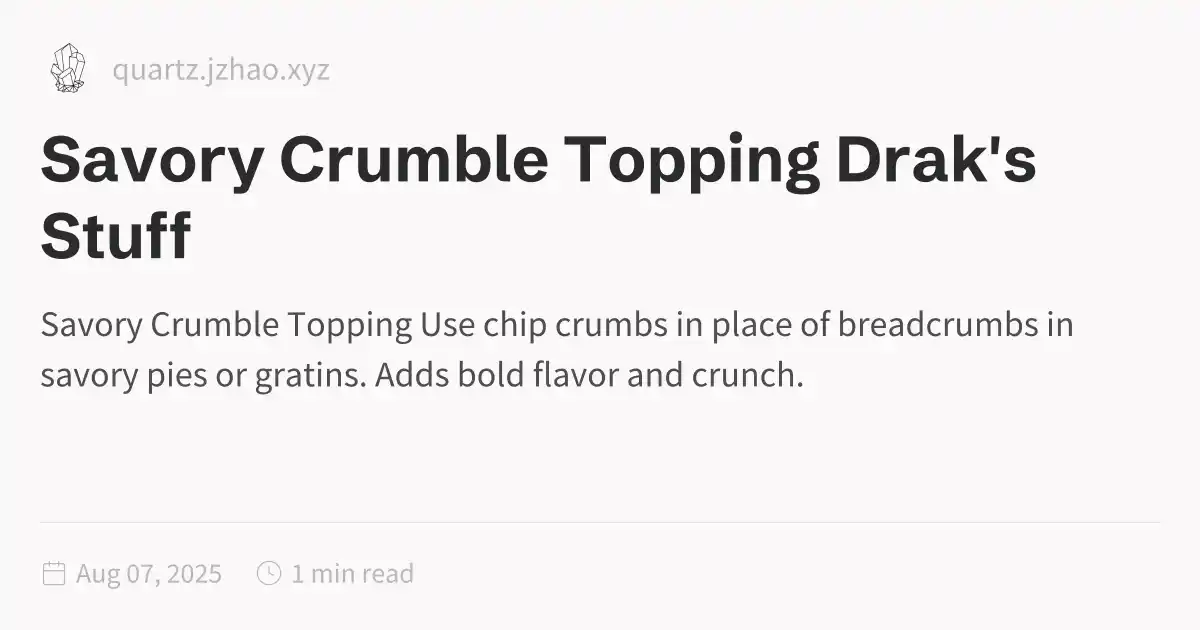 quartz.jzhao.xyz
Savory Crumble Topping Drak's
Stuff
Savory Crumble Topping Use chip crumbs in place of breadcrumbs in
savory pies or gratins. Adds bold flavor and crunch.
Aug 07, 2025 1 min read